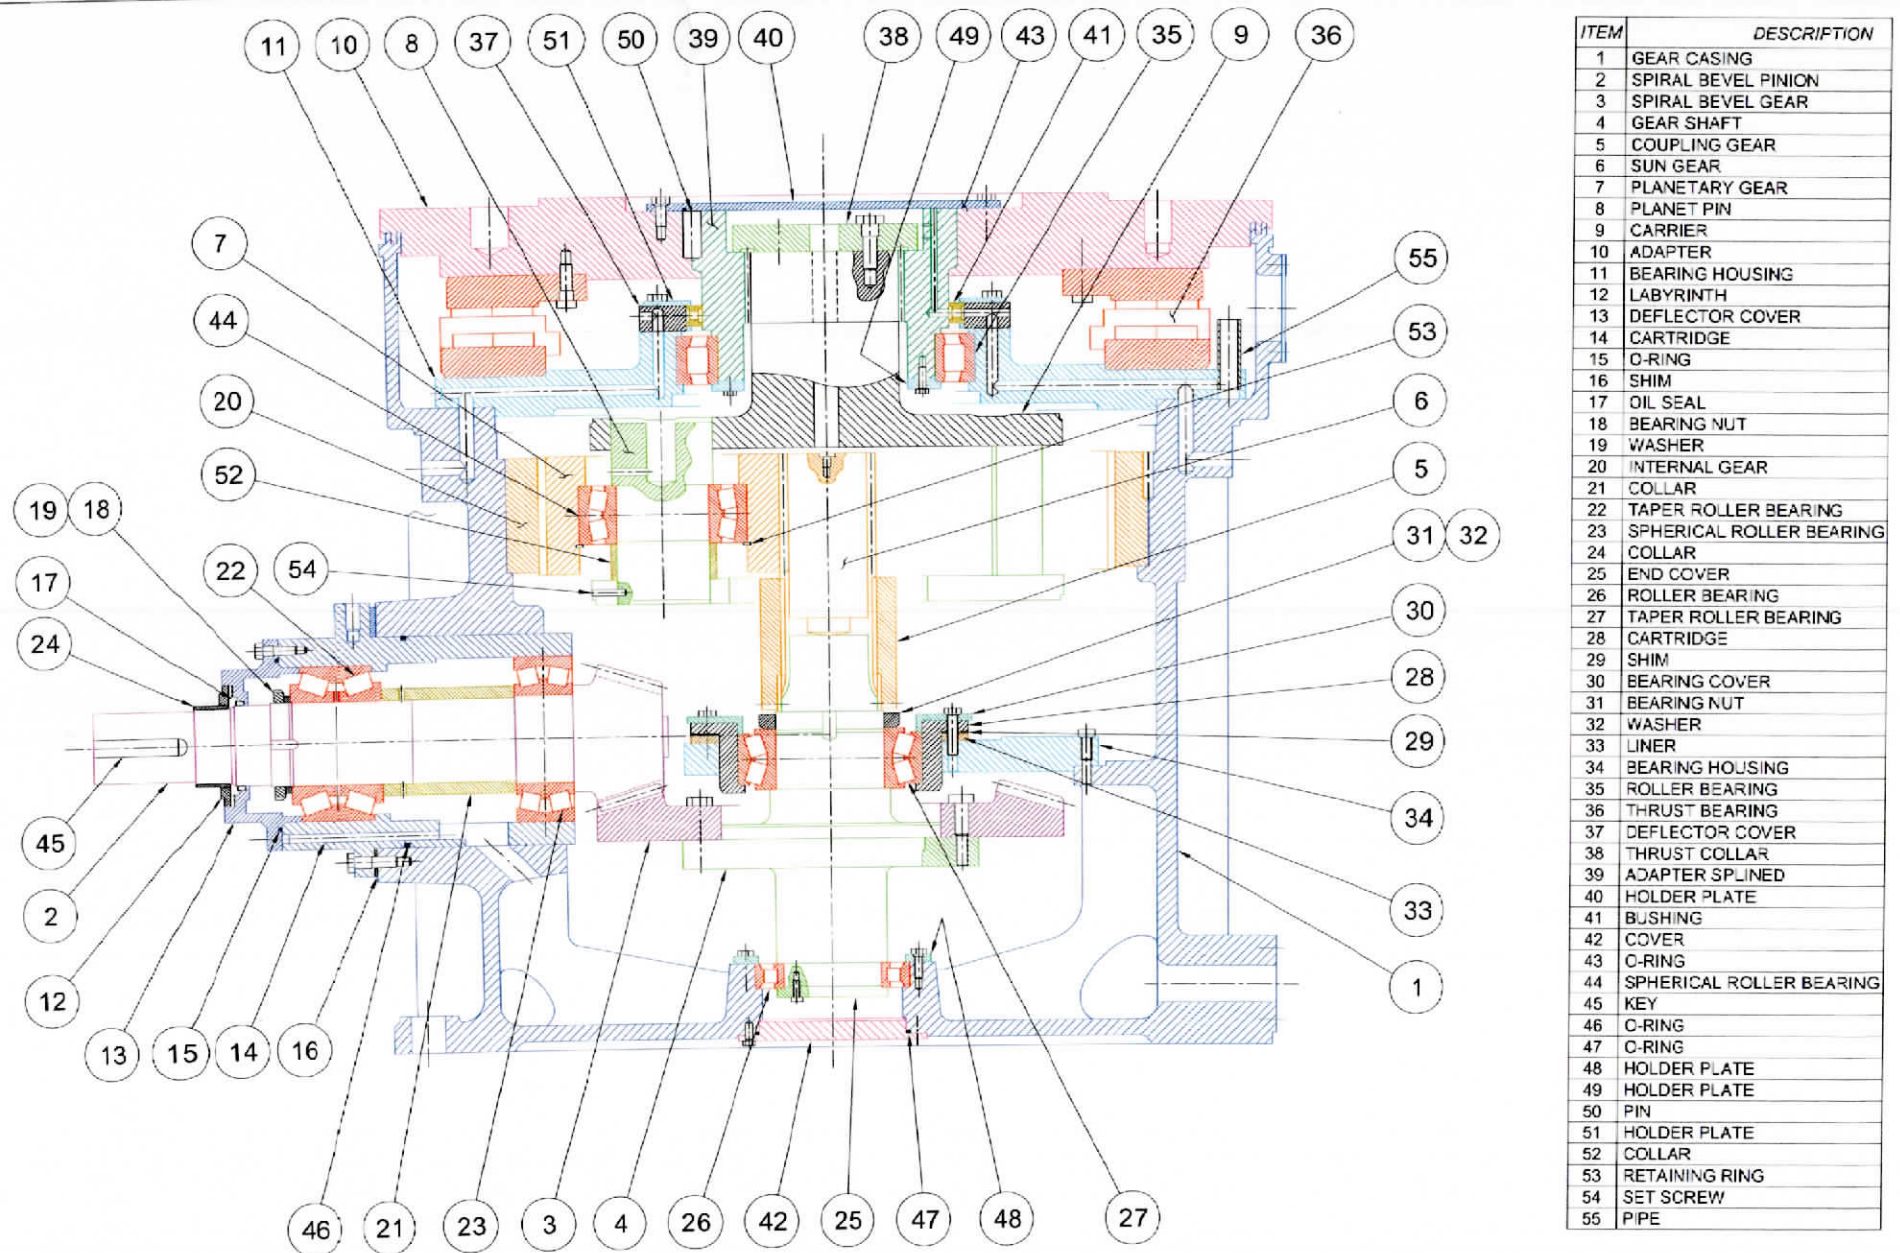 11 10 8 37 51 50 39 40 38 49 43 41 35 9 36
7
44
20
52
19 18
54
22
17
24
45
2
12
13 15 14 16
46 21 23 3 4 26 42 25 47 48 27
55
53
6
5
31 32
30
28
29
34
33
1
ITEM DESCRIPTION
1 GEAR CASING
2 SPIRAL BEVEL PINION
3 SPIRAL BEVEL GEAR
4 GEAR SHAFT
5 COUPLING GEAR
6 SUN GEAR
7 PLANETARY GEAR
8 PLANET PIN
9 CARRIER
10 ADAPTER
11 BEARING HOUSING
12 LABYRINTH
13 DEFLECTOR COVER
14 CARTRIDGE
15 O-RING
16 SHIM
17 OIL SEAL
18 BEARING NUT
19 WASHER
20 INTERNAL GEAR
21 COLLAR
22 TAPER ROLLER BEARING
23 SPHERICAL ROLLER BEARING
24 COLLAR
25 END COVER
26 ROLLER BEARING
27 TAPER ROLLER BEARING
28 CARTRIDGE
29 SHIM
30 BEARING COVER
31 BEARING NUT
32 WASHER
33 LINER
34 BEARING HOUSING
35 ROLLER BEARING
36 THRUST BEARING
37 DEFLECTOR COVER
38 THRUST COLLAR
39 ADAPTER SPLINED
40 HOLDER PLATE
41 BUSHING
42 COVER
43 O-RING
44 SPHERICAL ROLLER BEARING
45 KEY
46 O-RING
47 O-RING
48 HOLDER PLATE
49 HOLDER PLATE
50 PIN
51 HOLDER PLATE
52 COLLAR
53 RETAINING RING
54 SET SCREW
55 PIPE